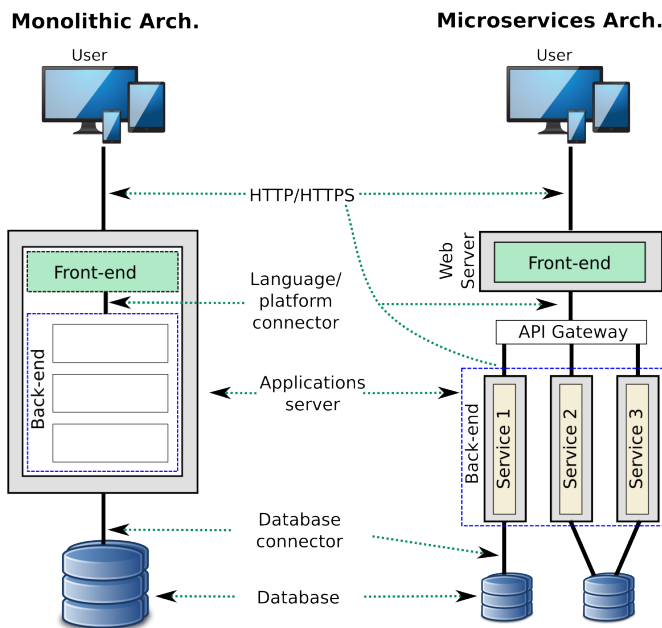 Monolithic Arch.
Microservices Arch.
User
User
HTTP/HTTPS
Front-end
Web
Server
Front-end
Language/
platform
connector
API Gateway
Back-end
Applications
server
Back-end
Service 1
Service 2
Service 3
Database
connector
Database